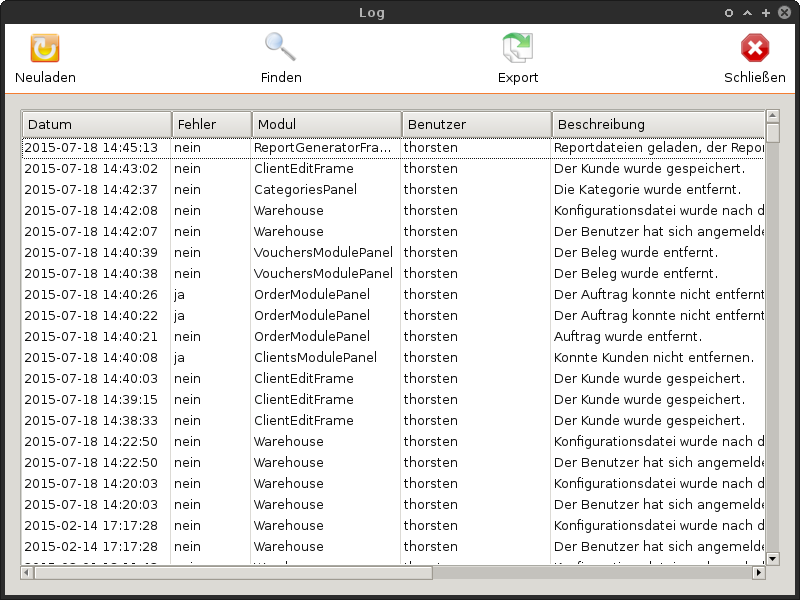 Log
Neuladen Finden Export Schließen
Datum Fehler Modul Benutzer Beschreibung
2015-07-18 14:45:13 nein ReportGeneratorFra... thorsten Reportdateien geladen, der Repor
2015-07-18 14:43:02 nein ClientEditFrame thorsten Der Kunde wurde gespeichert.
2015-07-18 14:42:37 nein CategoriesPanel thorsten Die Kategorie wurde entfernt.
2015-07-18 14:42:08 nein Warehouse thorsten Konfigurationsdatei wurde nach d
2015-07-18 14:42:07 nein Warehouse thorsten Der Benutzer hat sich angemelde
2015-07-18 14:40:39 nein VouchersModulePanel thorsten Der Beleg wurde entfernt.
2015-07-18 14:40:38 nein VouchersModulePanel thorsten Der Beleg wurde entfernt.
2015-07-18 14:40:26 ja OrderModulePanel thorsten Der Auftrag konnte nicht entfernt
2015-07-18 14:40:22 ja OrderModulePanel thorsten Der Auftrag konnte nicht entfernt
2015-07-18 14:40:21 nein OrderModulePanel thorsten Auftrag wurde entfernt.
2015-07-18 14:40:08 ja ClientsModulePanel thorsten Konnte Kunden nicht entfernen.
2015-07-18 14:40:03 nein ClientEditFrame thorsten Der Kunde wurde gespeichert.
2015-07-18 14:39:15 nein ClientEditFrame thorsten Der Kunde wurde gespeichert.
2015-07-18 14:38:33 nein ClientEditFrame thorsten Der Kunde wurde gespeichert.
2015-07-18 14:22:50 nein Warehouse thorsten Konfigurationsdatei wurde nach d
2015-07-18 14:22:50 nein Warehouse thorsten Der Benutzer hat sich angemelde
2015-07-18 14:20:03 nein Warehouse thorsten Konfigurationsdatei wurde nach d
2015-07-18 14:20:03 nein Warehouse thorsten Der Benutzer hat sich angemelde
2015-02-14 17:17:28 nein Warehouse thorsten Konfigurationsdatei wurde nach d
2015-02-14 17:17:28 nein Warehouse thorsten Der Benutzer hat sich angemelde